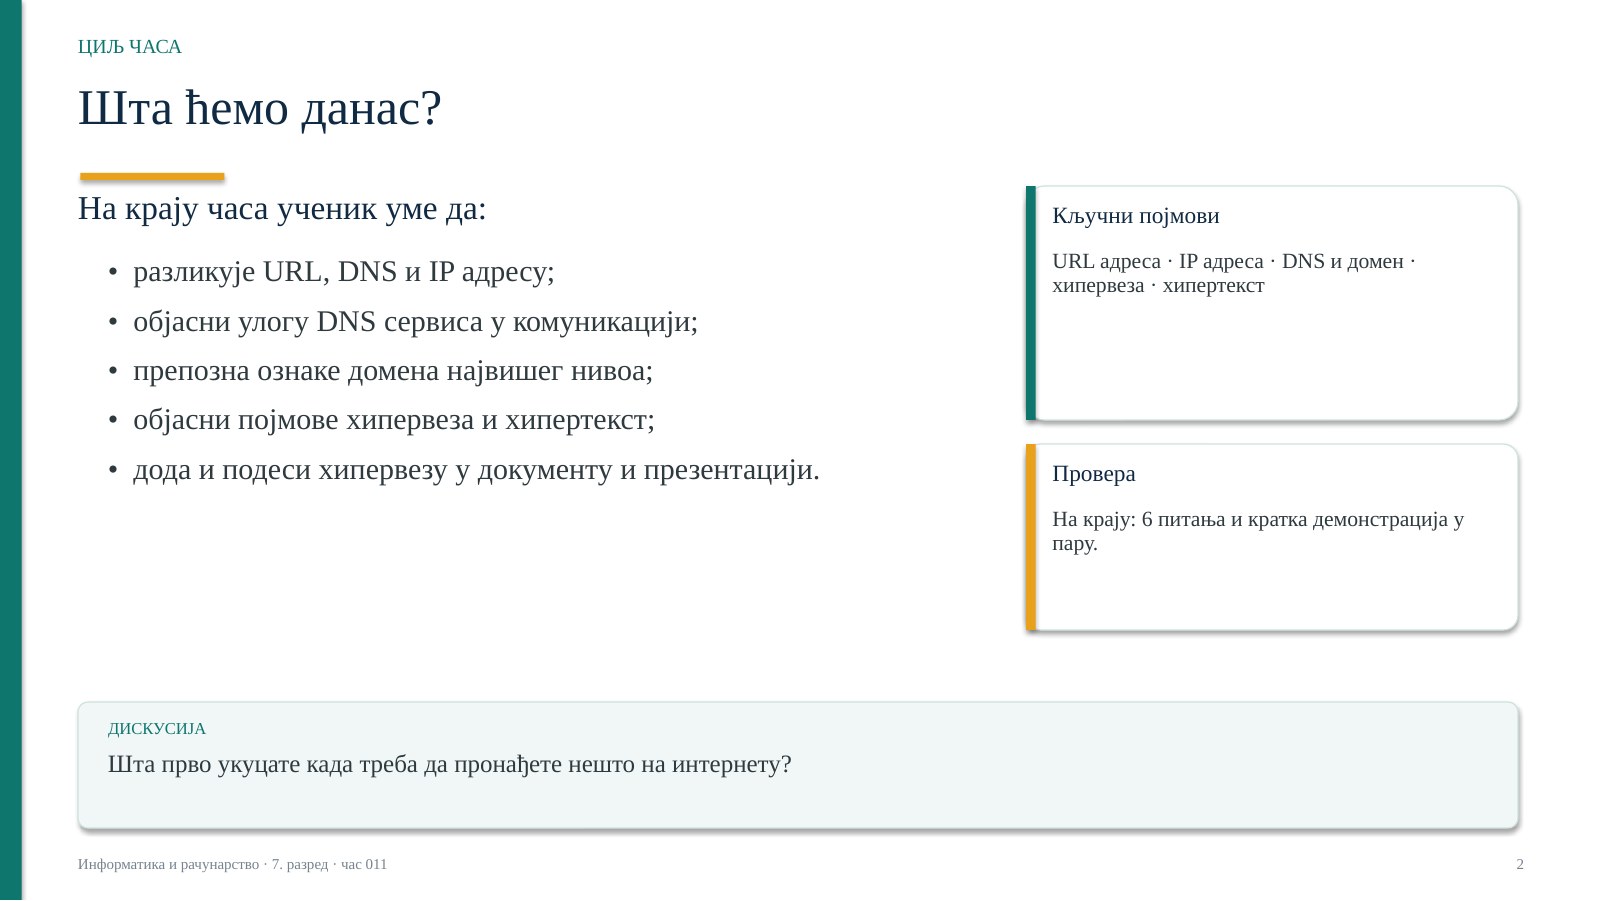 ЦИЉ ЧАСА
Шта ћемо данас?
На крају часа ученик уме да:
• разликује URL, DNS и IP адресу;
• објасни улогу DNS сервиса у комуникацији;
• препозна ознаке домена највишег нивоа;
• објасни појмове хипервеза и хипертекст;
• дода и подеси хипервезу у документу и презентацији.
Кључни појмови
URL адреса · IP адреса · DNS и домен ·
хипервеза · хипертекст
Провера
На крају: 6 питања и кратка демонстрација у
пару.
ДИСКУСИЈА
Шта прво укуцате када треба да пронађете нешто на интернету?
Информатика и рачунарство · 7. разред · час 011
2